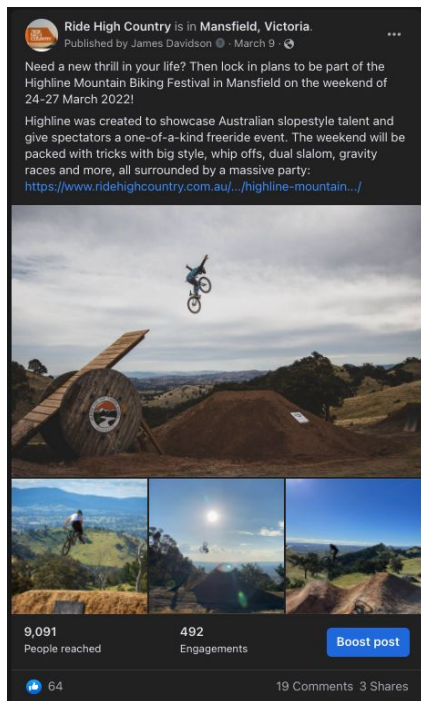 Ride High Country is in Mansfield, Victoria.
Published by James Davidson · March 9 ·
Need a new thrill in your life? Then lock in plans to be part of the
Highline Mountain Biking Festival in Mansfield on the weekend of
24-27 March 2022!
Highline was created to showcase Australian slopestyle talent and
give spectators a one-of-a-kind freeride event. The weekend will be
packed with tricks with big style, whip offs, dual slalom, gravity
races and more, all surrounded by a massive party:
https://www.ridehighcountry.com.au/.../highline-mountain.../
9,091
People reached
492
Engagements
Boost post
64
19 Comments 3 Shares